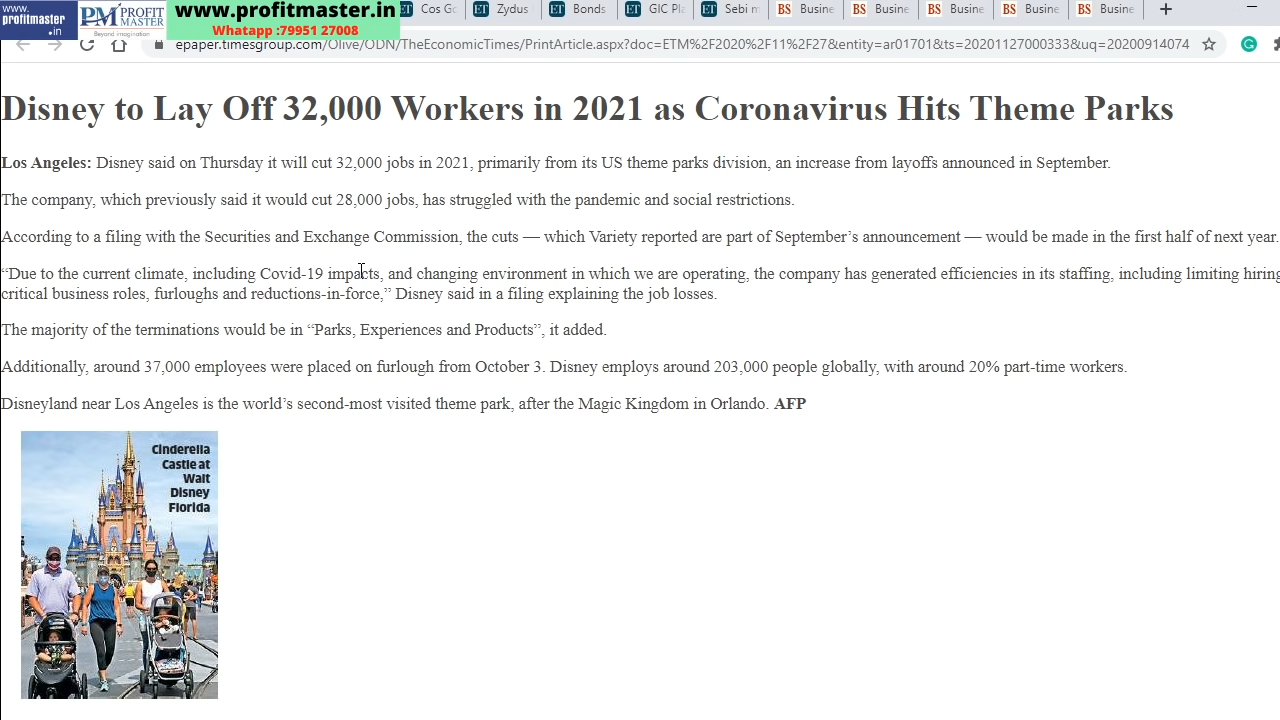 www.
profitmaster
.in
PM PROFIT
MASTER
Beyond imagination
www.profitmaster.in
Whatapp :79951 27008
ET Cos Go
ET Zydus
ET Bonds
ET GIC Pla
ET Sebi m
BS Busine
BS Busine
BS Busine
BS Busine
BS Busine
epaper.timesgroup.com/Olive/ODN/TheEconomicTimes/PrintArticle.aspx?doc=ETM%2F2020%2F11%2F27&entity=ar01701&ts=20201127000333&uq=20200914074
Disney to Lay Off 32,000 Workers in 2021 as Coronavirus Hits Theme Parks
Los Angeles: Disney said on Thursday it will cut 32,000 jobs in 2021, primarily from its US theme parks division, an increase from layoffs announced in September.
The company, which previously said it would cut 28,000 jobs, has struggled with the pandemic and social restrictions.
According to a filing with the Securities and Exchange Commission, the cuts — which Variety reported are part of September’s announcement — would be made in the first half of next year.
“Due to the current climate, including Covid-19 impacts, and changing environment in which we are operating, the company has generated efficiencies in its staffing, including limiting hiring
critical business roles, furloughs and reductions-in-force,” Disney said in a filing explaining the job losses.
The majority of the terminations would be in “Parks, Experiences and Products”, it added.
Additionally, around 37,000 employees were placed on furlough from October 3. Disney employs around 203,000 people globally, with around 20% part-time workers.
Disneyland near Los Angeles is the world’s second-most visited theme park, after the Magic Kingdom in Orlando. AFP
Cinderella
Castle at
Walt
Disney
Florida